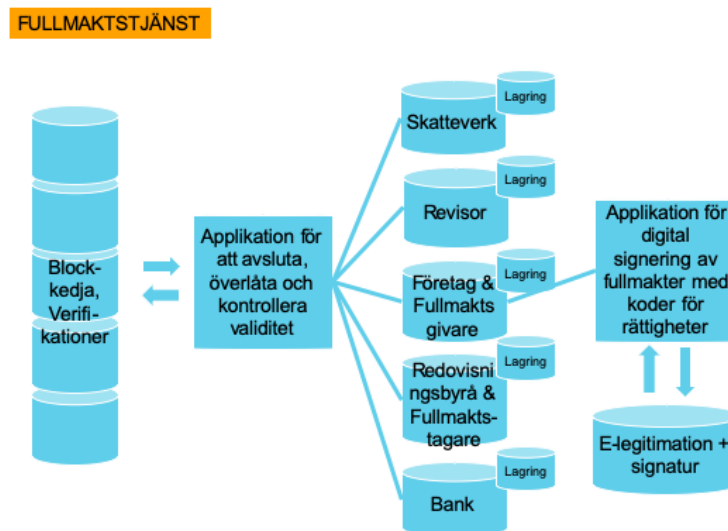 FULLMAKTSTJÄNST
Block-
kedja,
Verifi-
kationer
Applikation för
att avsluta,
överlåta och
kontrollera
validitet
Lagring
Skatteverk
Lagring
Revisor
Lagring
Företag &
Fullmakts
givare
Lagring
Redovisni
ngsbyrå &
Fullmakts-
tagare
Lagring
Bank
Applikation för
digital
signering av
fullmakter med
koder för
rättigheter
E-legitimation +
signatur